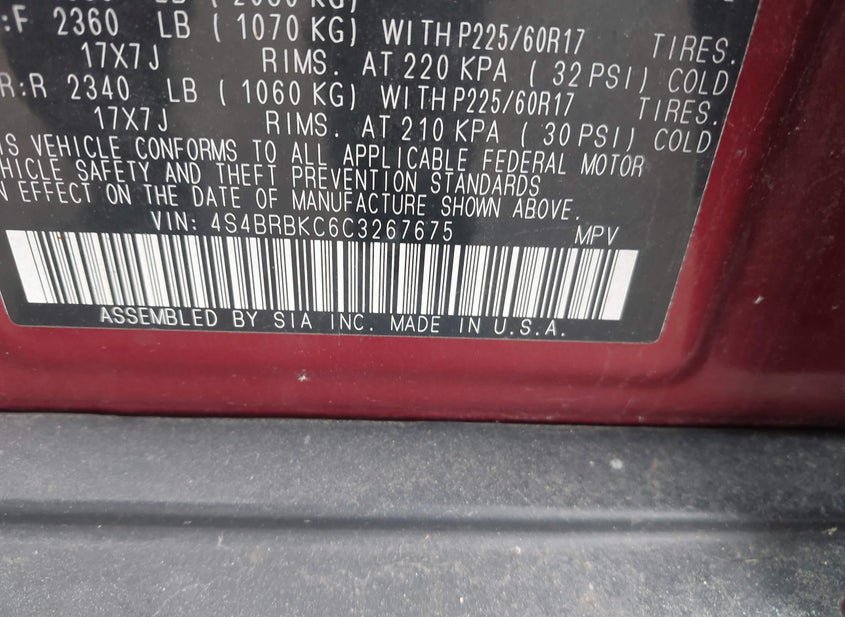 :F 2360 LB ( 1070 KG) WITH P225/60R17 TIRES.
17X7J RIMS. AT 220 KPA ( 32 PSI) COLD
R:R 2340 LB ( 1060 KG) WITH P225/60R17 TIRES.
17X7J RIMS. AT 210 KPA ( 30 PSI) COLD
IS VEHICLE CONFORMS TO ALL APPLICABLE FEDERAL MOTOR
HICLE SAFETY AND THEFT PREVENTION STANDARDS
N EFFECT ON THE DATE OF MANUFACTURE SHOWN ABOVE.
VIN: 4S4BRBKC6C3267675 MPV
ASSEMBLED BY SIA INC. MADE IN U.S.A.